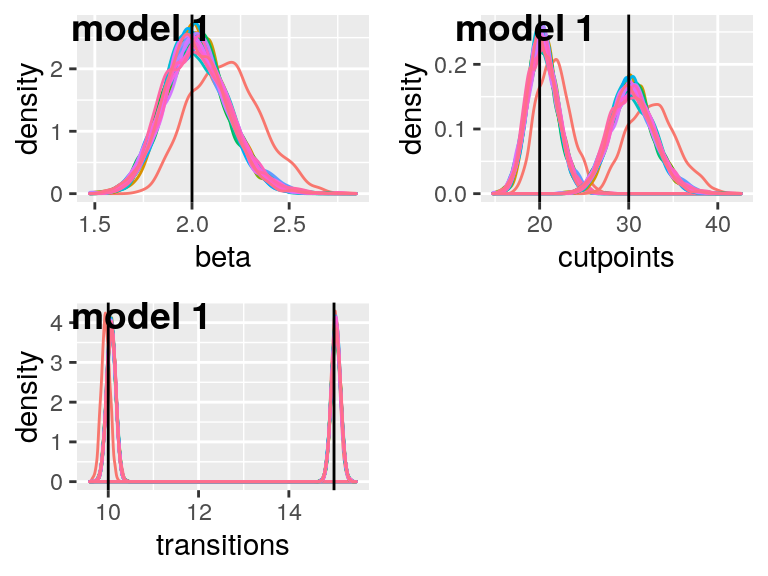 model 1
density
2
1
0
1.5 2.0 2.5
beta
model 1
density
0.2
0.1
0.0
20 30 40
cutpoints
model 1
density
4
3
2
1
0
10 12 14
transitions